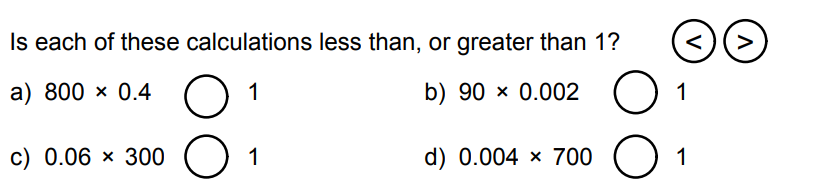 Is each of these calculations less than, or greater than 1? < >
a) 800 × 0.4 1 b) 90 × 0.002 1
c) 0.06 × 300 1 d) 0.004 × 700 1